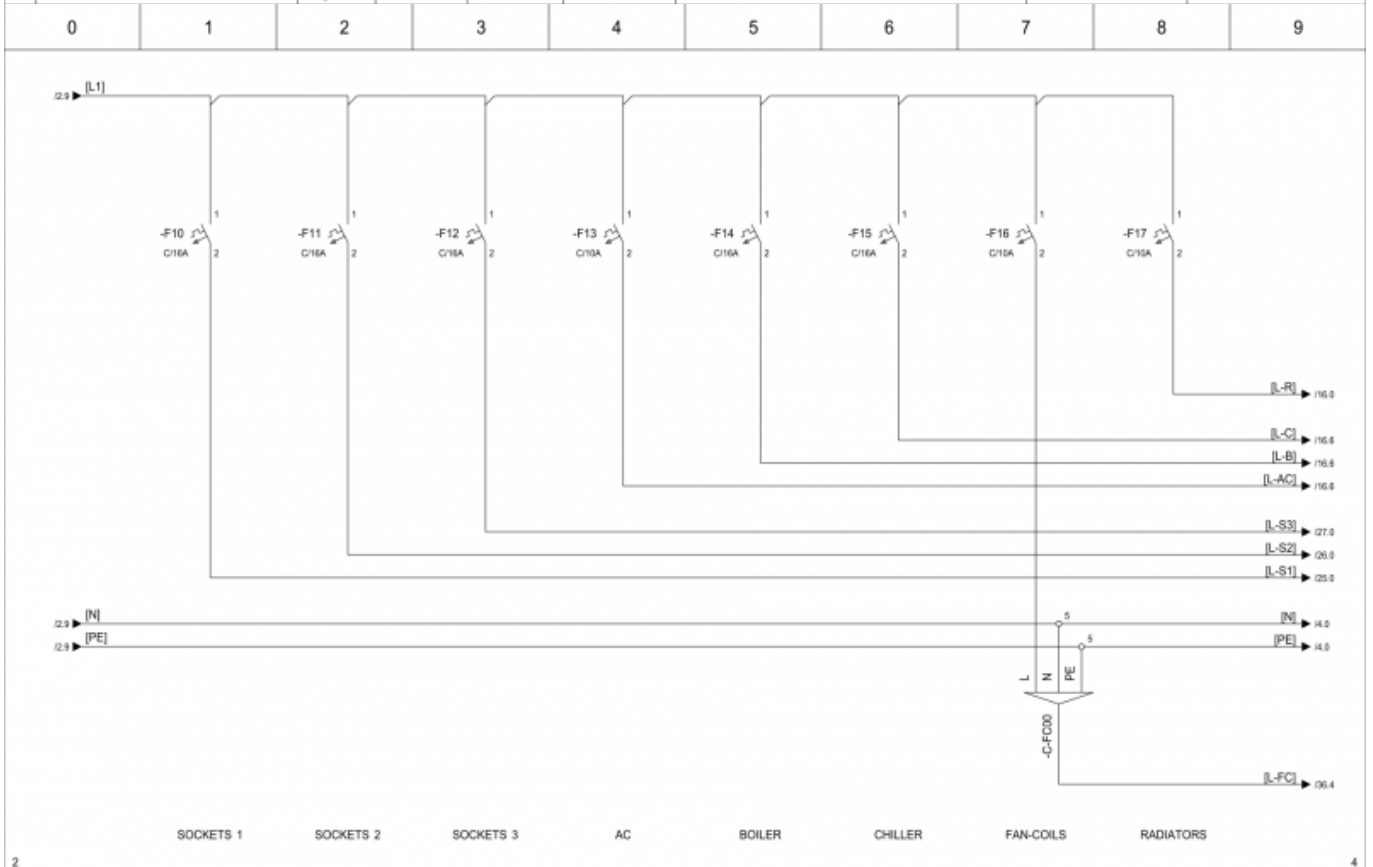 0 1 2 3 4 5 6 7 8 9
/2.9 [L1]
1 1 1 1 1 1 1 1
-F10 -F11 -F12 -F13 -F14 -F15 -F16 -F17
C/16A 2 C/16A 2 C/16A 2 C/10A 2 C/16A 2 C/16A 2 C/10A 2 C/10A 2
[L-R] /16.0
[L-C] /16.6
[L-B] /16.6
[L-AC] /16.6
[L-S3] /27.0
[L-S2] /26.0
[L-S1] /25.0
/2.9 [N] 5 [N] /4.0
/2.9 [PE] 5 [PE] /4.0
L N PE
-C-FC00
[L-FC] /36.4
SOCKETS 1 SOCKETS 2 SOCKETS 3 AC BOILER CHILLER FAN-COILS RADIATORS
2 4